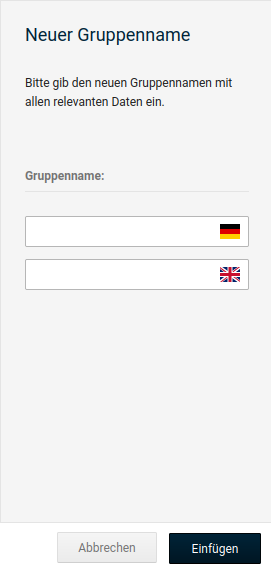 Neuer Gruppenname
Bitte gib den neuen Gruppennamen mit
allen relevanten Daten ein.
Gruppenname:
Abbrechen
Einfügen